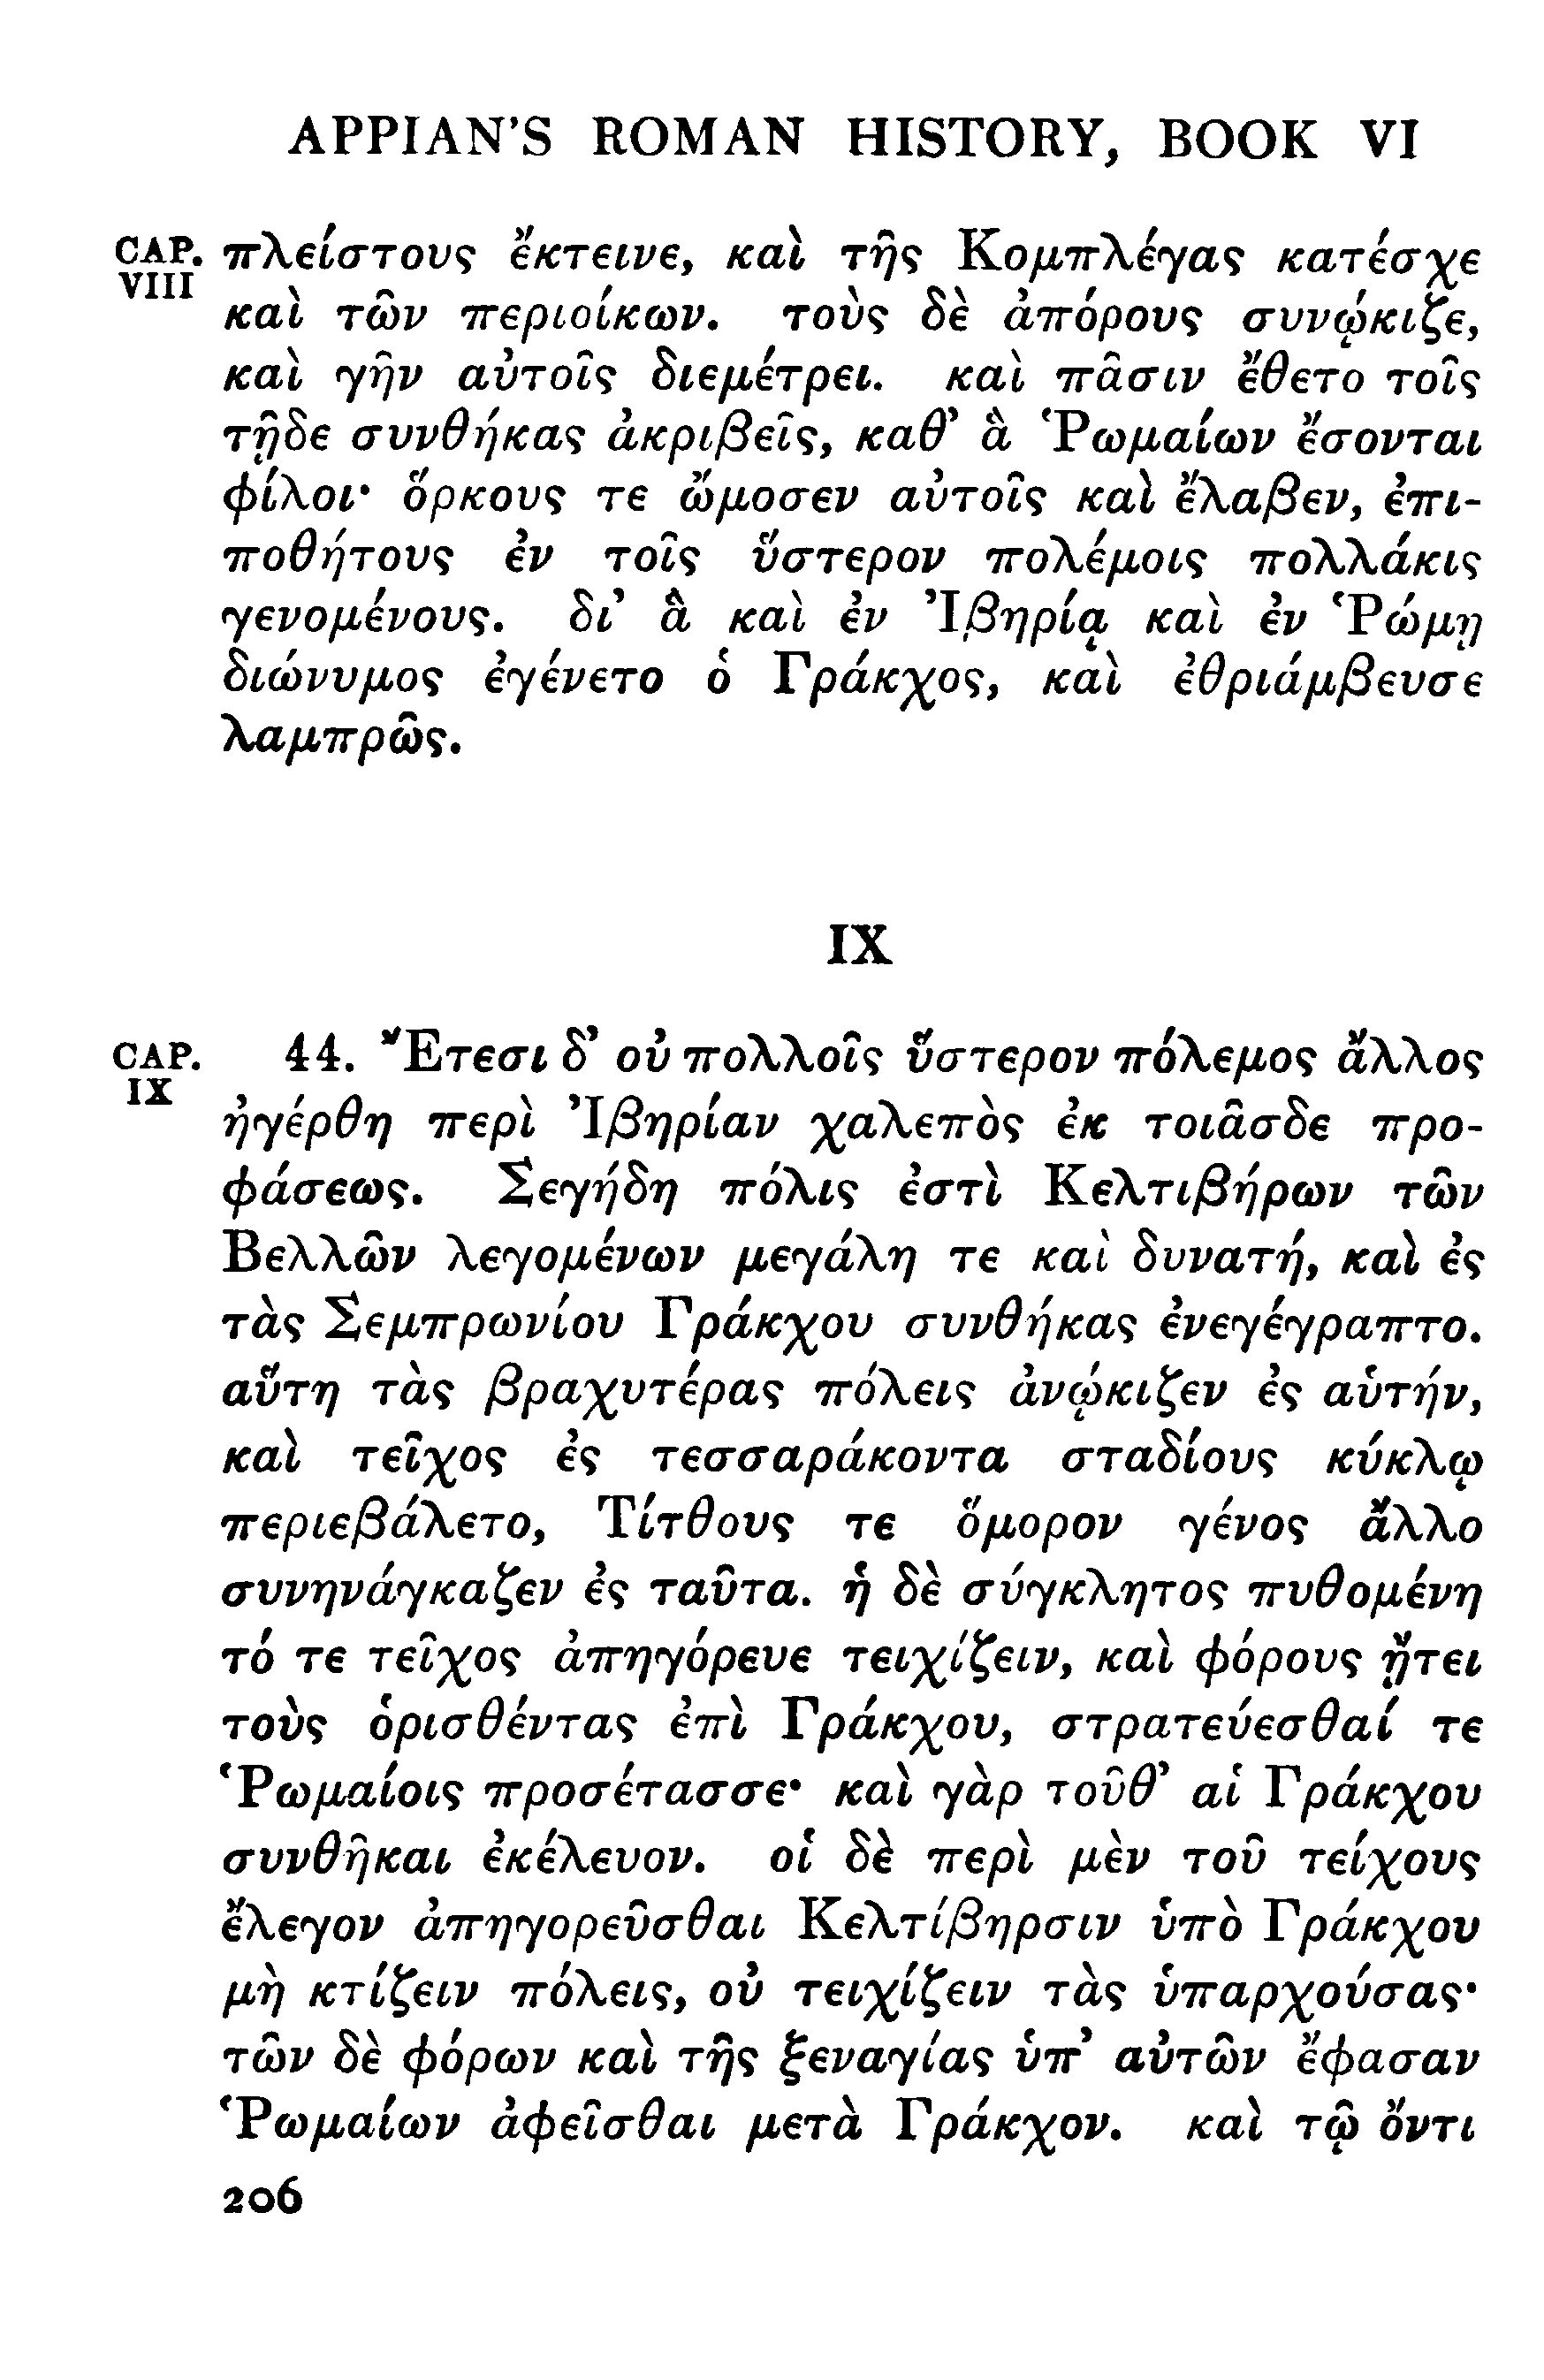 APPIAN'S ROMAN HISTORY, BOOK VI
CAP. VIII πλείστους ἔκτεινε, καὶ τῆς Κομπλέγας κατέσχε
καὶ τῶν περιοίκων. τοὺς δὲ ἀπόρους συνῴκιζε,
καὶ γῆν αὐτοῖς διεμέτρει. καὶ πᾶσιν ἔθετο τοῖς
τῇδε συνθήκας ἀκριβεῖς, καθ’ ἃ Ῥωμαίων ἔσονται
φίλοι· ὅρκους τε ὤμοσεν αὐτοῖς καὶ ἔλαβεν, ἐπι-
ποθήτους ἐν τοῖς ὕστερον πολέμοις πολλάκις
γενομένους. δι’ ἃ καὶ ἐν Ἰβηρίᾳ καὶ ἐν Ῥώμῃ
διώνυμος ἐγένετο ὁ Γράκχος, καὶ ἐθριάμβευσε
λαμπρῶς.
IX
CAP. IX 44. Ἔτεσι δ’ οὐ πολλοῖς ὕστερον πόλεμος ἄλλος
ἠγέρθη περὶ Ἰβηρίαν χαλεπὸς ἐκ τοιᾶσδε προ-
φάσεως. Σεγήδη πόλις ἐστὶ Κελτιβήρων τῶν
Βελλῶν λεγομένων μεγάλη τε καὶ δυνατή, καὶ ἐς
τὰς Σεμπρωνίου Γράκχου συνθήκας ἐνεγέγραπτο.
αὕτη τὰς βραχυτέρας πόλεις ἀνῴκιζεν ἐς αὑτήν,
καὶ τεῖχος ἐς τεσσαράκοντα σταδίους κύκλῳ
περιεβάλετο, Τίτθους τε ὅμορον γένος ἄλλο
συνηνάγκαζεν ἐς ταῦτα. ἡ δὲ σύγκλητος πυθομένη
τό τε τεῖχος ἀπηγόρευε τειχίζειν, καὶ φόρους ᾔτει
τοὺς ὁρισθέντας ἐπὶ Γράκχου, στρατεύεσθαί τε
Ῥωμαίοις προσέτασσε· καὶ γὰρ τοῦθ’ αἱ Γράκχου
συνθῆκαι ἐκέλευον. οἱ δὲ περὶ μὲν τοῦ τείχους
ἔλεγον ἀπηγορεῦσθαι Κελτίβηρσιν ὑπὸ Γράκχου
μὴ κτίζειν πόλεις, οὐ τειχίζειν τὰς ὑπαρχούσας·
τῶν δὲ φόρων καὶ τῆς ξεναγίας ὑπ’ αὐτῶν ἔφασαν
Ῥωμαίων ἀφεῖσθαι μετὰ Γράκχον. καὶ τῷ ὄντι
206